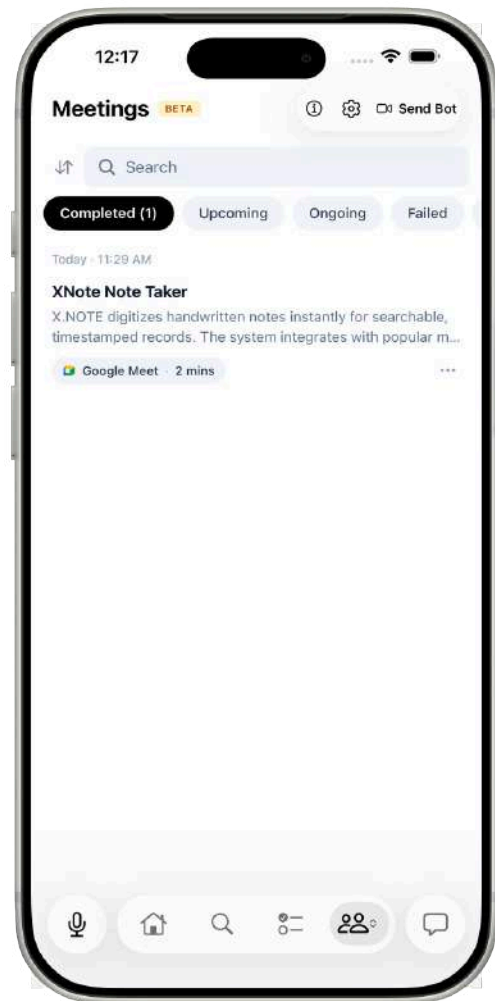 12:17
Meetings BETA
Send Bot
Search
Completed (1) Upcoming Ongoing Failed
Today · 11:29 AM
XNote Note Taker
X.NOTE digitizes handwritten notes instantly for searchable,
timestamped records. The system integrates with popular m...
Google Meet · 2 mins